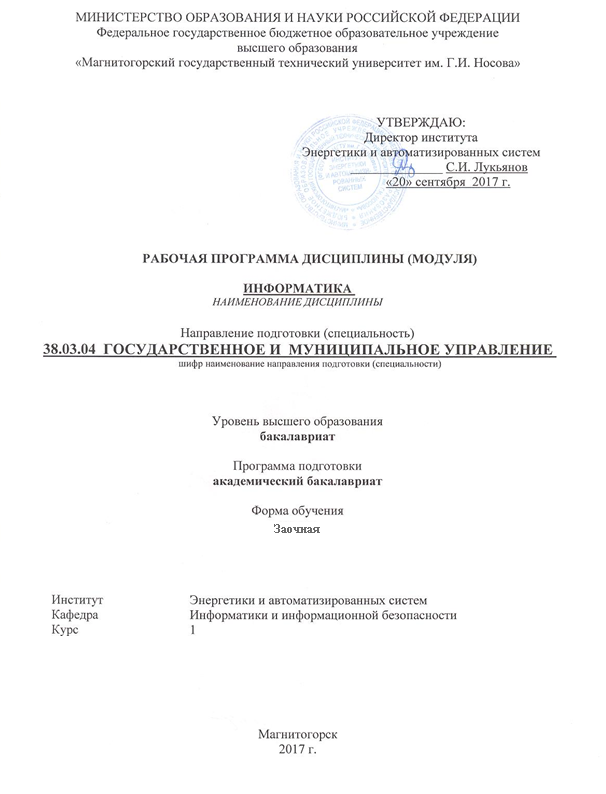 МИНИСТЕРСТВО ОБРАЗОВАНИЯ И НАУКИ РОССИЙСКОЙ ФЕДЕРАЦИИ
Федеральное государственное бюджетное образовательное учреждение
высшего образования
«Магнитогорский государственный технический университет им. Г.И. Носова»
УТВЕРЖДАЮ:
Директор института
Энергетики и автоматизированных систем
С.И. Лукьянов
«20» сентября 2017 г.
РАБОЧАЯ ПРОГРАММА ДИСЦИПЛИНЫ (МОДУЛЯ)
ИНФОРМАТИКА
НАИМЕНОВАНИЕ ДИСЦИПЛИНЫ
Направление подготовки (специальность)
38.03.04 ГОСУДАРСТВЕННОЕ И МУНИЦИПАЛЬНОЕ УПРАВЛЕНИЕ
шифр наименование направления подготовки (специальности)
Уровень высшего образования
бакалавриат
Программа подготовки
академический бакалавриат
Форма обучения
Заочная
Институт Энергетики и автоматизированных систем
Кафедра Информатики и информационной безопасности
Курс 1
Магнитогорск
2017 г.